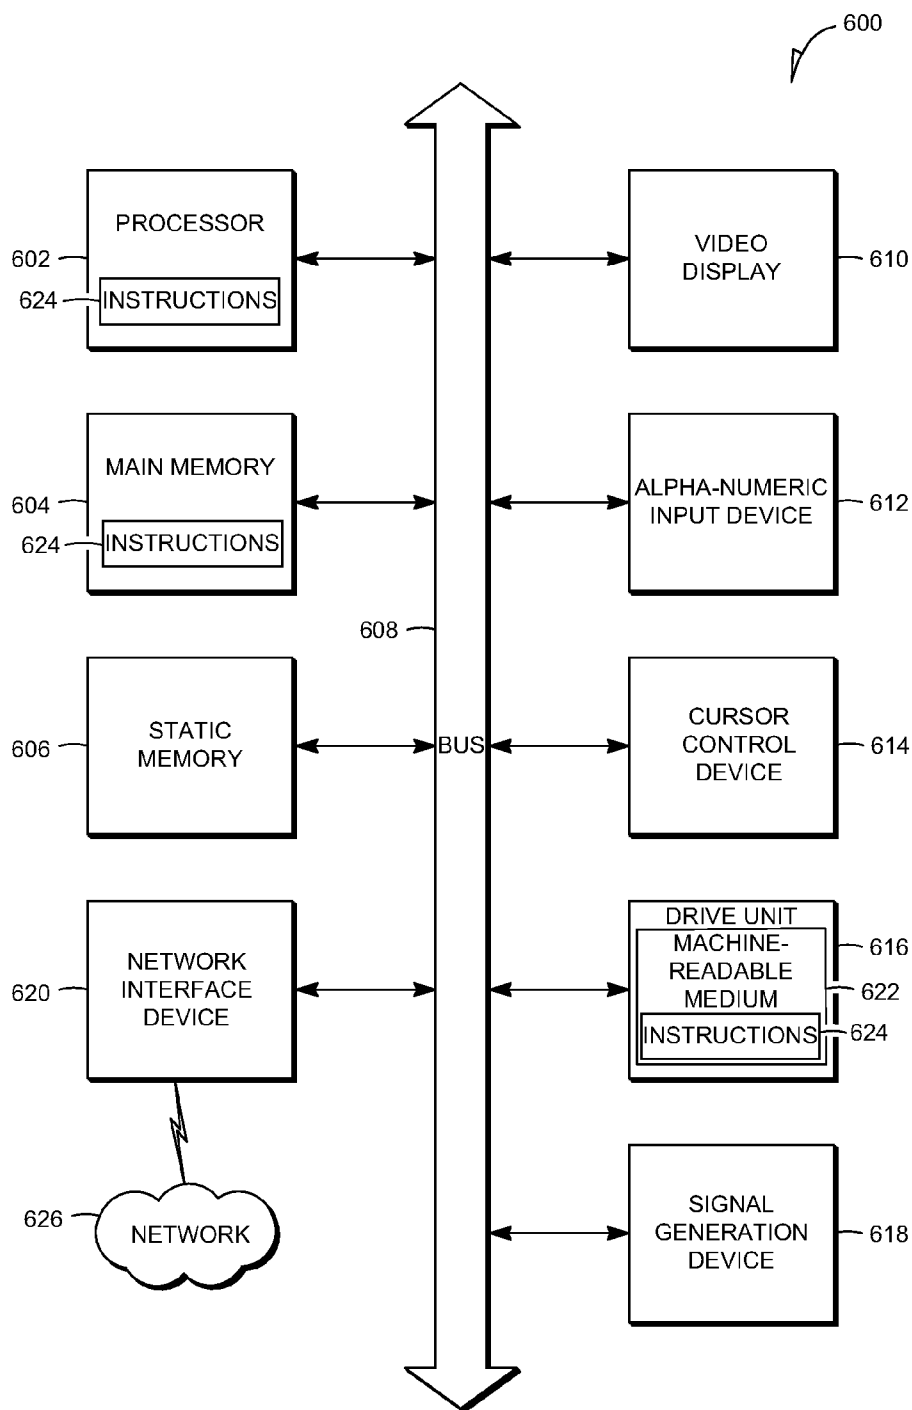 600
PROCESSOR
602
624
INSTRUCTIONS
VIDEO
DISPLAY
610
MAIN MEMORY
604
624
INSTRUCTIONS
ALPHA-NUMERIC
INPUT DEVICE
612
608
STATIC
MEMORY
606
BUS
CURSOR
CONTROL
DEVICE
614
NETWORK
INTERFACE
DEVICE
620
DRIVE UNIT
616
MACHINE-
READABLE
MEDIUM
622
INSTRUCTIONS
624
626
NETWORK
SIGNAL
GENERATION
DEVICE
618